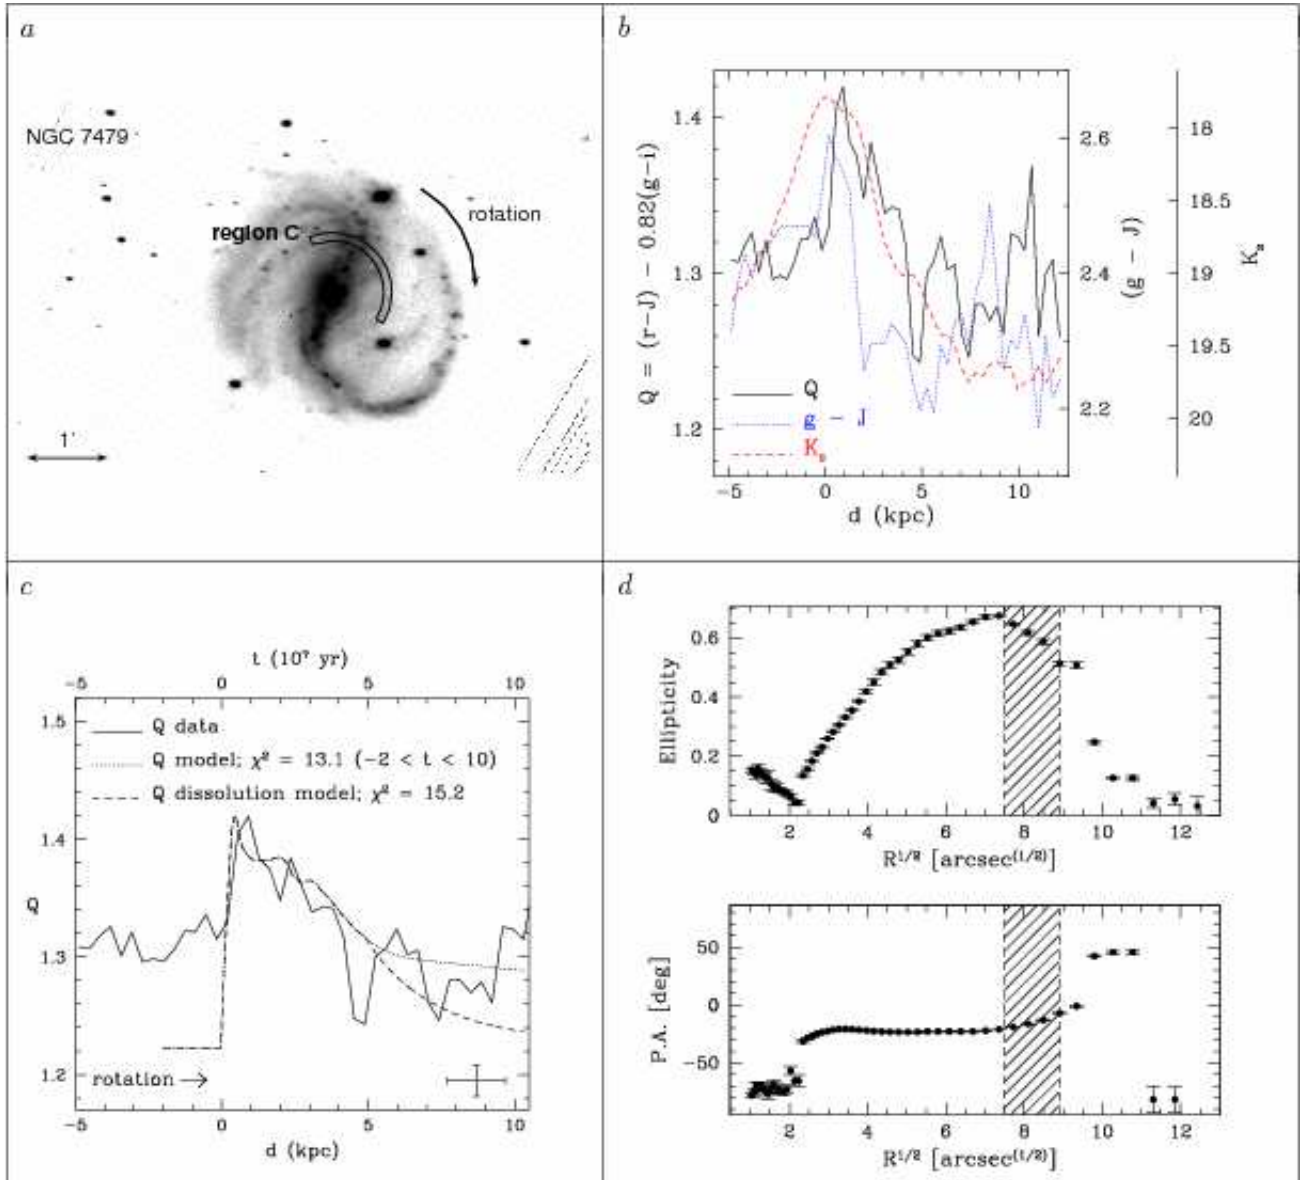 a
NGC 7479
region C
rotation
1'
b
Q = (r-J) - 0.82(g-i)
1.4
1.3
1.2
Q
g - J
Ks
-5
0
5
10
d (kpc)
2.6
2.4
2.2
(g - J)
18
18.5
19
19.5
20
Ks
c
t (10⁷ yr)
-5
0
5
10
1.5
1.4
1.3
1.2
Q
Q data
Q model; χ² = 13.1 (-2 < t < 10)
Q dissolution model; χ² = 15.2
rotation →
-5
0
5
10
d (kpc)
d
Ellipticity
0.6
0.4
0.2
0
2
4
6
8
10
12
R^1/2 [arcsec^(1/2)]
P.A. [deg]
50
0
-50
2
4
6
8
10
12
R^1/2 [arcsec^(1/2)]